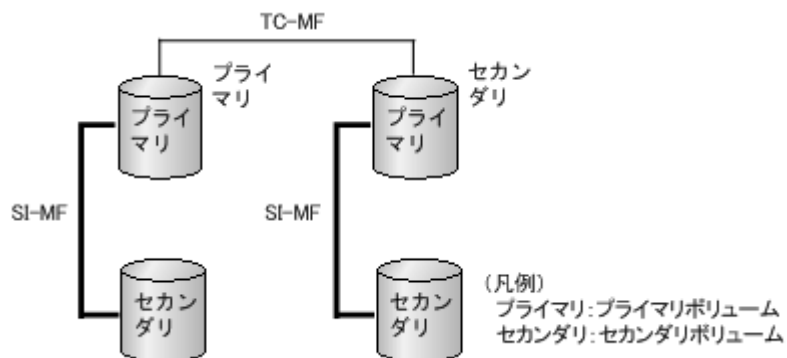 TC-MF
プライ
マリ
セカン
ダリ
プライ
マリ
プライ
マリ
SI-MF
SI-MF
セカン
ダリ
セカン
ダリ
(凡例)
プライマリ:プライマリボリューム
セカンダリ:セカンダリボリューム